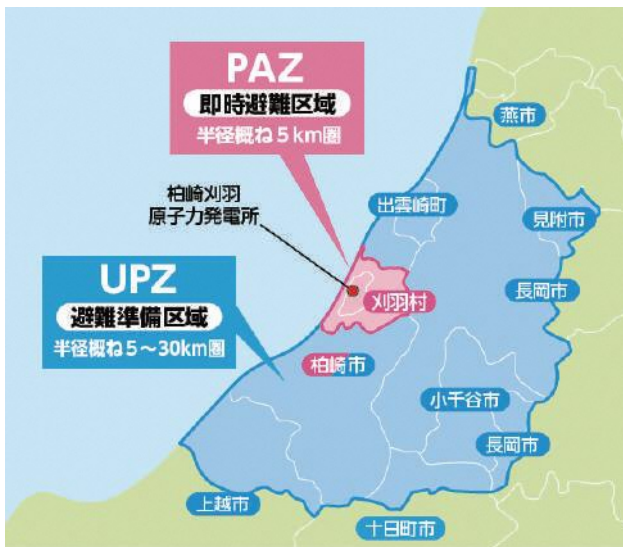 PAZ
即時避難区域
半径概ね5km圏
柏崎刈羽
原子力発電所
UPZ
避難準備区域
半径概ね5～30km圏
燕市
出雲崎町
見附市
長岡市
刈羽村
柏崎市
小千谷市
長岡市
上越市
十日町市